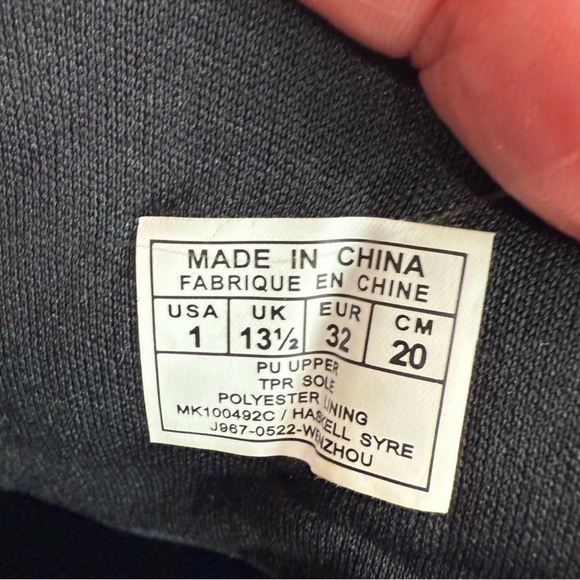 MADE IN CHINA
FABRIQUE EN CHINE
USA UK EUR CM
1 13½ 32 20
PU UPPER
TPR SOLE
POLYESTER LINING
MK100492C / HASKELL SYRE
J967-0522-WENZHOU